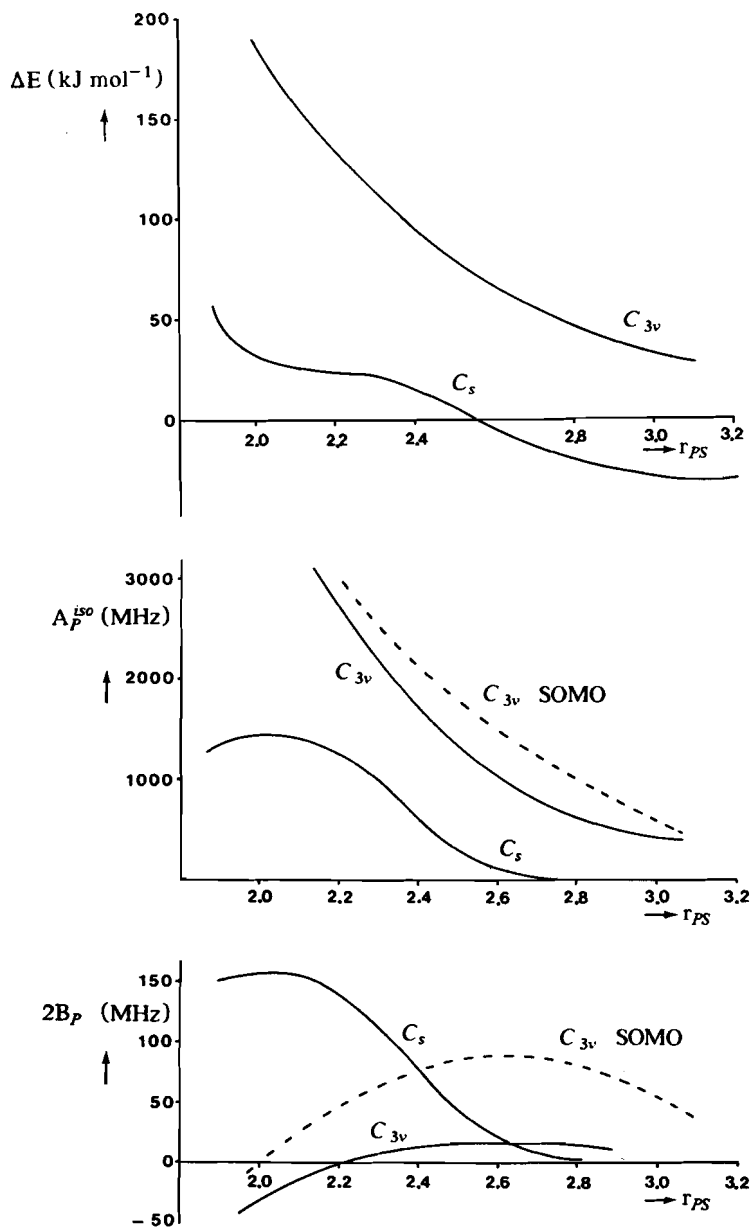 200
ΔE (kJ mol⁻¹)
150
100
C₃ᵥ
50
Cₛ
0
2.0 2.2 2.4 2.8 3.0 3.2
→ r_PS
3000
A_P^iso (MHz)
2000
C₃ᵥ
C₃ᵥ SOMO
1000
Cₛ
2.0 2.2 2.4 2.6 2.8 3.0 3.2
→ r_PS
150
2B_P (MHz)
Cₛ
C₃ᵥ SOMO
100
50
C₃ᵥ
0
2.0 2.2 2.4 2.6 2.8 3.0 3.2
→ r_PS
-50